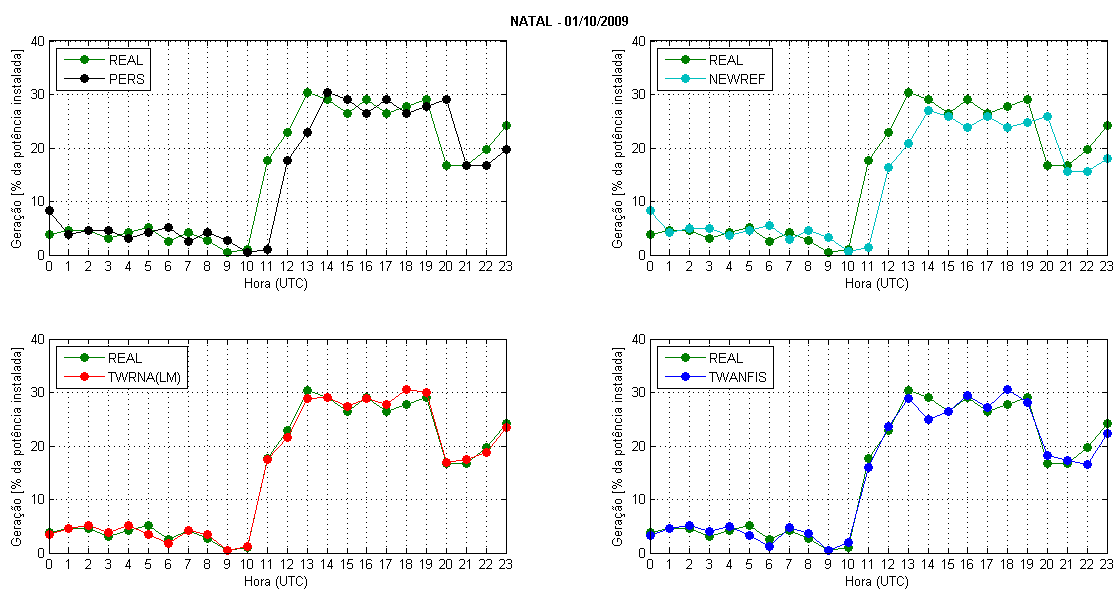 NATAL - 01/10/2009
Geração [% da potência instalada]
40
30
20
10
0
REAL
PERS
0 1 2 3 4 5 6 7 8 9 10 11 12 13 14 15 16 17 18 19 20 21 22 23
Hora (UTC)
Geração [% da potência instalada]
40
30
20
10
0
REAL
NEWREF
0 1 2 3 4 5 6 7 8 9 10 11 12 13 14 15 16 17 18 19 20 21 22 23
Hora (UTC)
Geração [% da potência instalada]
40
30
20
10
0
REAL
TWRNA(LM)
0 1 2 3 4 5 6 7 8 9 10 11 12 13 14 15 16 17 18 19 20 21 22 23
Hora (UTC)
Geração [% da potência instalada]
40
30
20
10
0
REAL
TWANFIS
0 1 2 3 4 5 6 7 8 9 10 11 12 13 14 15 16 17 18 19 20 21 22 23
Hora (UTC)